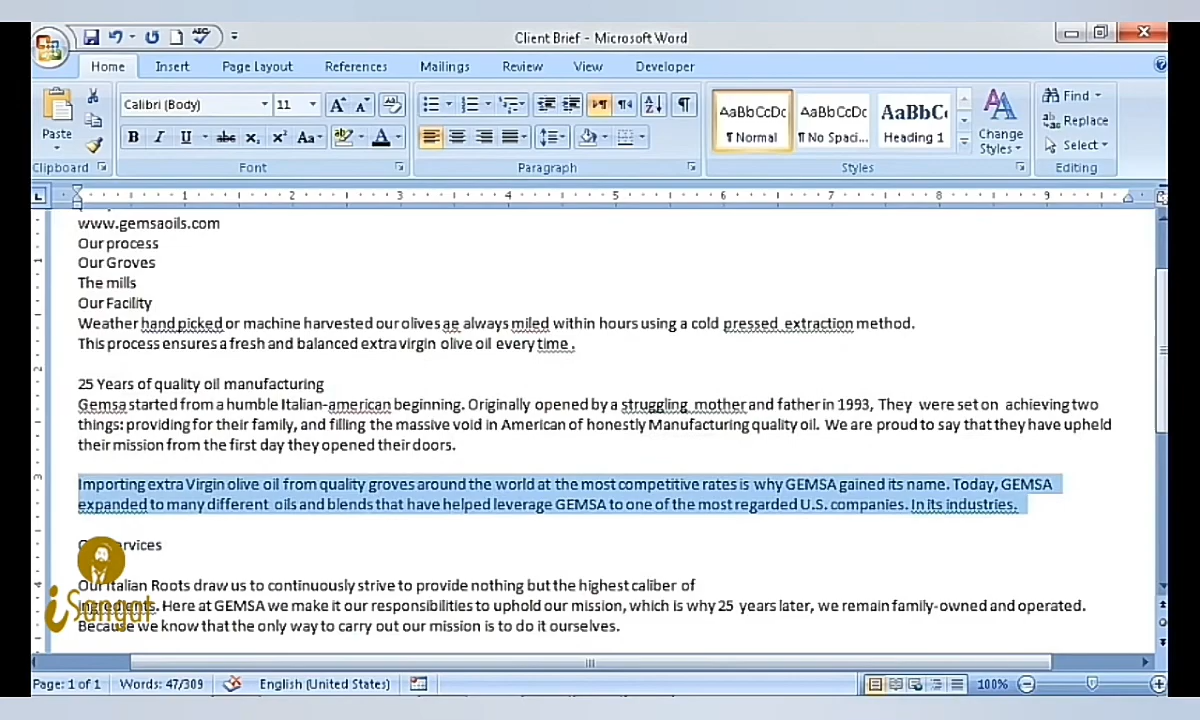 Client Brief - Microsoft Word
Home Insert Page Layout References Mailings Review View Developer
Calibri (Body) 11
AaBbCcDc AaBbCcDc AaBbC
¶ Normal ¶ No Spaci... Heading 1
Paste
Change Styles
Find
Replace
Select
Clipboard Font Paragraph Styles Editing
1 2 3 4 5 6 7 8 9
www.gemsaoils.com
Our process
Our Groves
The mills
Our Facility
Weather hand picked or machine harvested our olives ae always miled within hours using a cold pressed extraction method.
This process ensures a fresh and balanced extra virgin olive oil every time .
25 Years of quality oil manufacturing
Gemsa started from a humble Italian-american beginning. Originally opened by a struggling mother and father in 1993, They were set on achieving two
things: providing for their family, and filling the massive void in American of honestly Manufacturing quality oil. We are proud to say that they have upheld
their mission from the first day they opened their doors.
Importing extra Virgin olive oil from quality groves around the world at the most competitive rates is why GEMSA gained its name. Today, GEMSA
expanded to many different oils and blends that have helped leverage GEMSA to one of the most regarded U.S. companies. In its industries.
Our Services
Our Italian Roots draw us to continuously strive to provide nothing but the highest caliber of
ingredients. Here at GEMSA we make it our responsibilities to uphold our mission, which is why 25 years later, we remain family-owned and operated.
Because we know that the only way to carry out our mission is to do it ourselves.
iSangat
Page: 1 of 1 Words: 47/309 English (United States) 100%